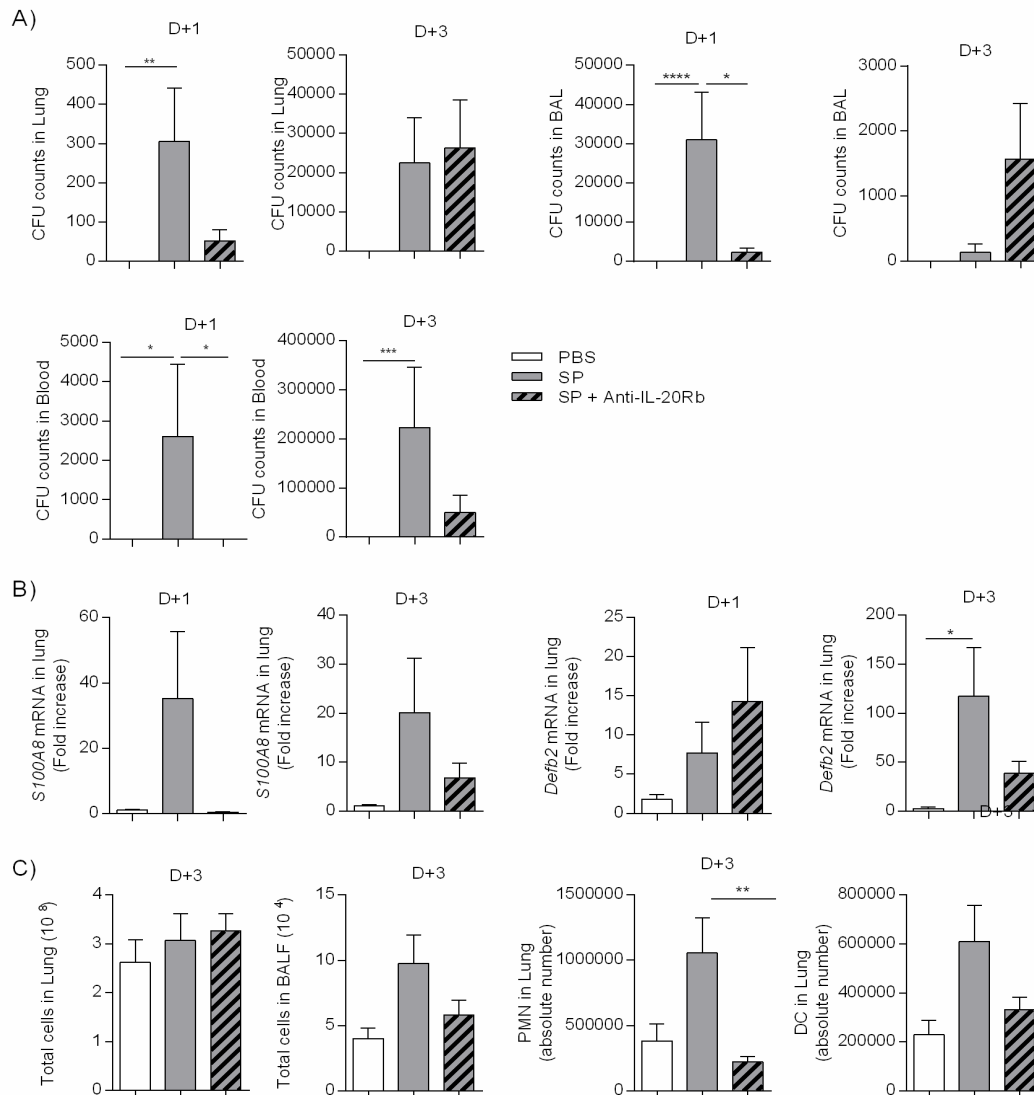 A)
D+1
CFU counts in Lung
500
400
300
200
100
0
**
D+3
CFU counts in Lung
50000
40000
30000
20000
10000
0
D+1
CFU counts in BAL
50000
40000
30000
20000
10000
0
****
*
D+3
CFU counts in BAL
3000
2000
1000
0
D+1
CFU counts in Blood
5000
4000
3000
2000
1000
0
*
*
D+3
CFU counts in Blood
400000
300000
200000
100000
0
***
PBS
SP
SP + Anti-IL-20Rb
B)
D+1
S100A8 mRNA in lung
(Fold increase)
60
40
20
0
D+3
S100A8 mRNA in lung
(Fold increase)
40
30
20
10
0
D+1
Defb2 mRNA in lung
(Fold increase)
25
20
15
10
5
0
D+3
Defb2 mRNA in lung
(Fold increase)
200
150
100
50
0
*
D+3
C)
D+3
Total cells in Lung (10 8)
4
3
2
1
0
D+3
Total cells in BALF (10 4)
15
10
5
0
D+3
PMN in Lung
(absolute number)
1500000
1000000
500000
0
**
DC in Lung
(absolute number)
800000
600000
400000
200000
0